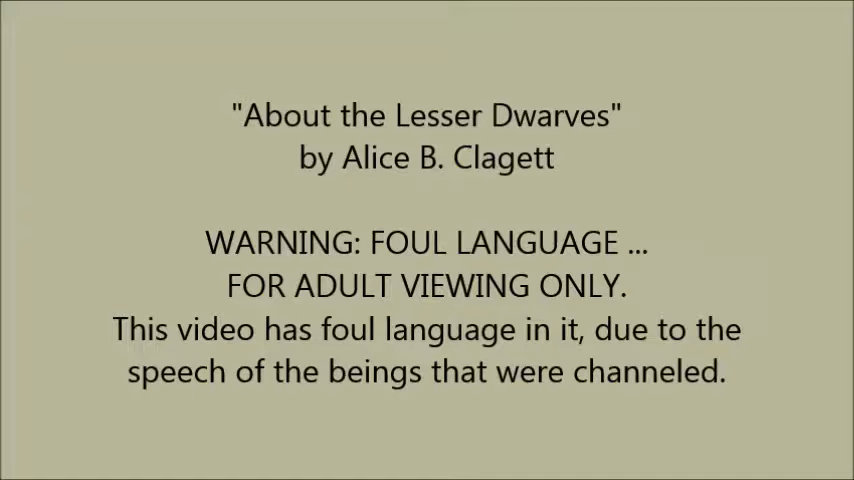 "About the Lesser Dwarves"
by Alice B. Clagett
WARNING: FOUL LANGUAGE ...
FOR ADULT VIEWING ONLY.
This video has foul language in it, due to the
speech of the beings that were channeled.